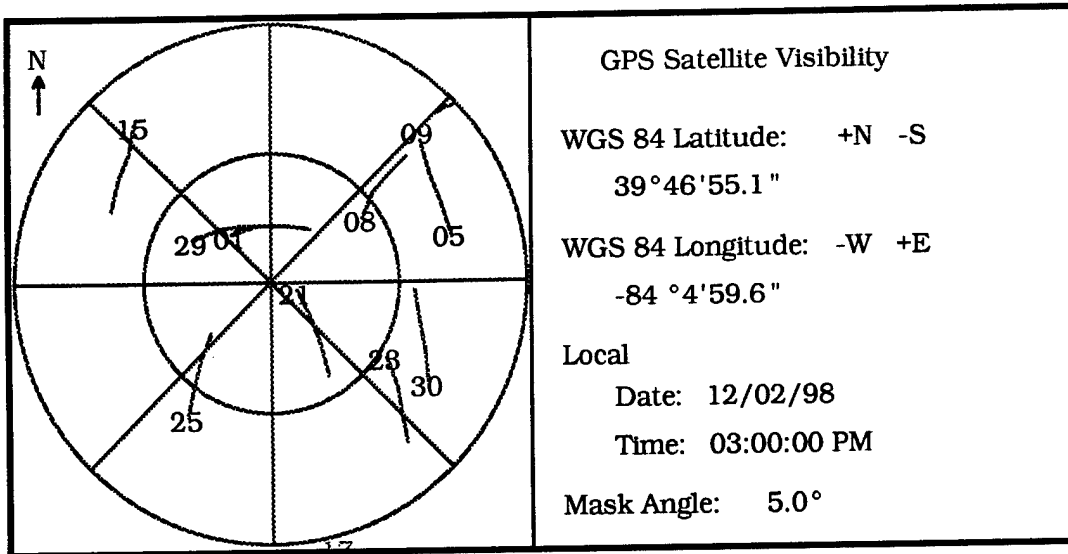 N
15
09
08
05
29 01
21
23
30
25
GPS Satellite Visibility
WGS 84 Latitude: +N -S
39°46'55.1"
WGS 84 Longitude: -W +E
-84 °4'59.6"
Local
Date: 12/02/98
Time: 03:00:00 PM
Mask Angle: 5.0°